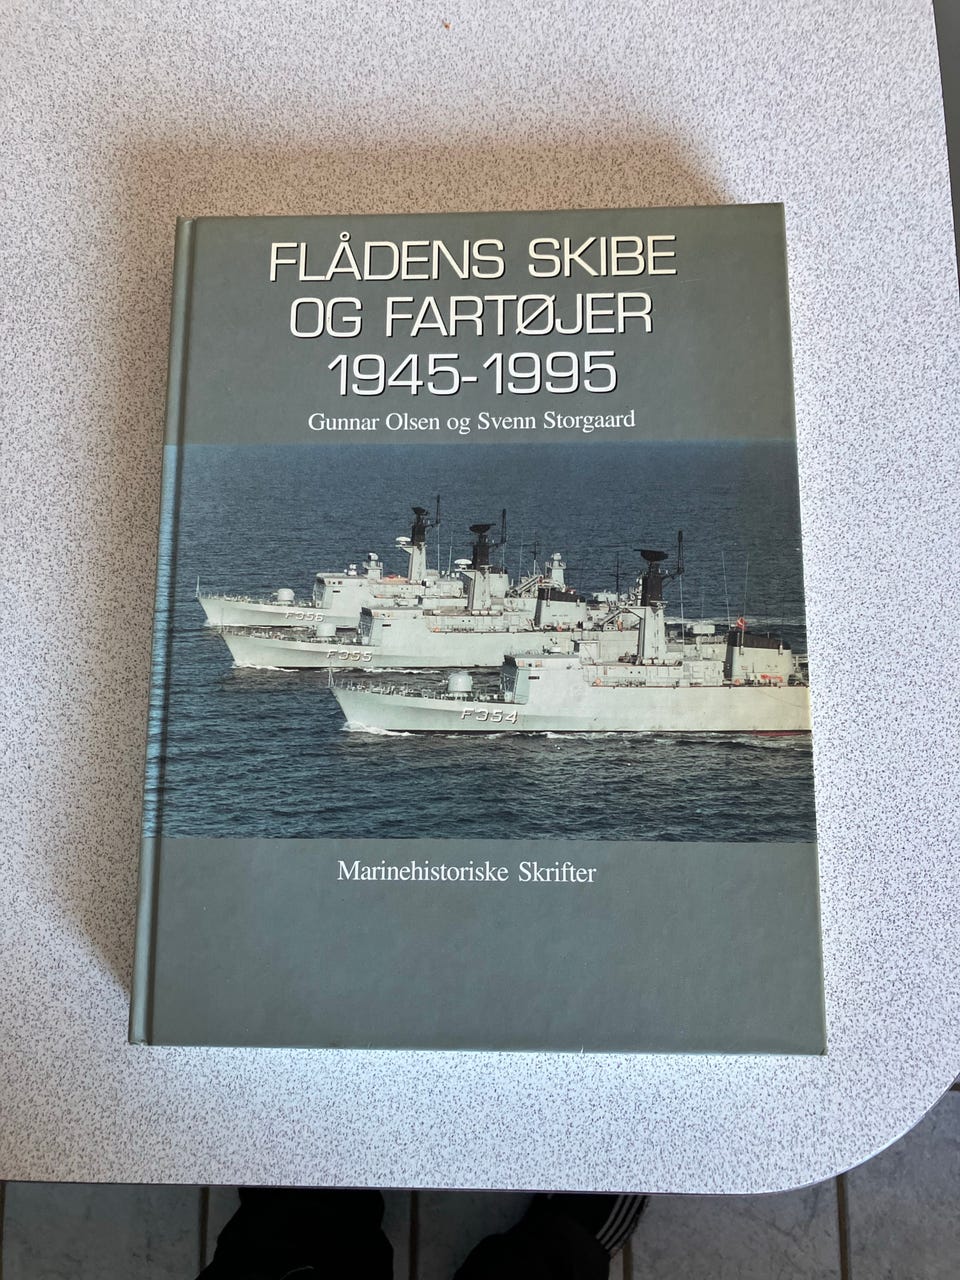 FLÅDENS SKIBE
OG FARTØJER
1945-1995
Gunnar Olsen og Svenn Storgaard
F356
F355
F354
Marinehistoriske Skrifter